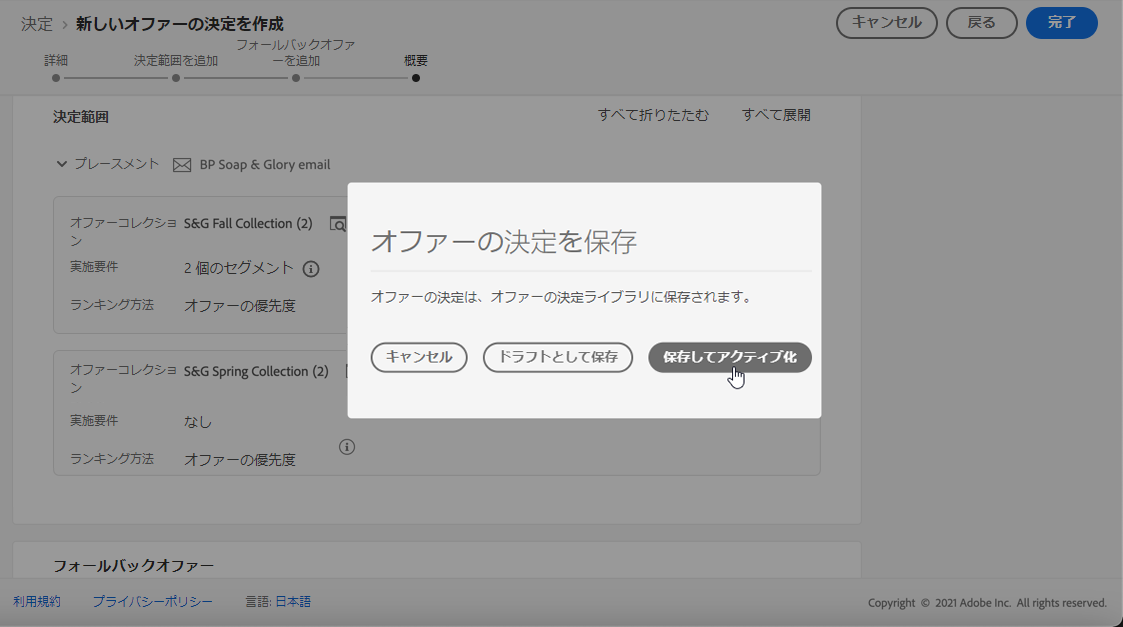 決定 > 新しいオファーの決定を作成
キャンセル
戻る
完了
詳細
決定範囲を追加
フォールバックオファ
ーを追加
概要
決定範囲
すべて折りたたむ
すべて展開
プレースメント
BP Soap & Glory email
オファーコレクショ
ン
S&G Fall Collection (2)
実施要件
2 個のセグメント
ランキング方法
オファーの優先度
オファーコレクショ
ン
S&G Spring Collection (2)
実施要件
なし
ランキング方法
オファーの優先度
オファーの決定を保存
オファーの決定は、オファーの決定ライブラリに保存されます。
キャンセル
ドラフトとして保存
保存してアクティブ化
フォールバックオファー
利用規約
プライバシーポリシー
言語: 日本語
Copyright © 2021 Adobe Inc. All rights reserved.